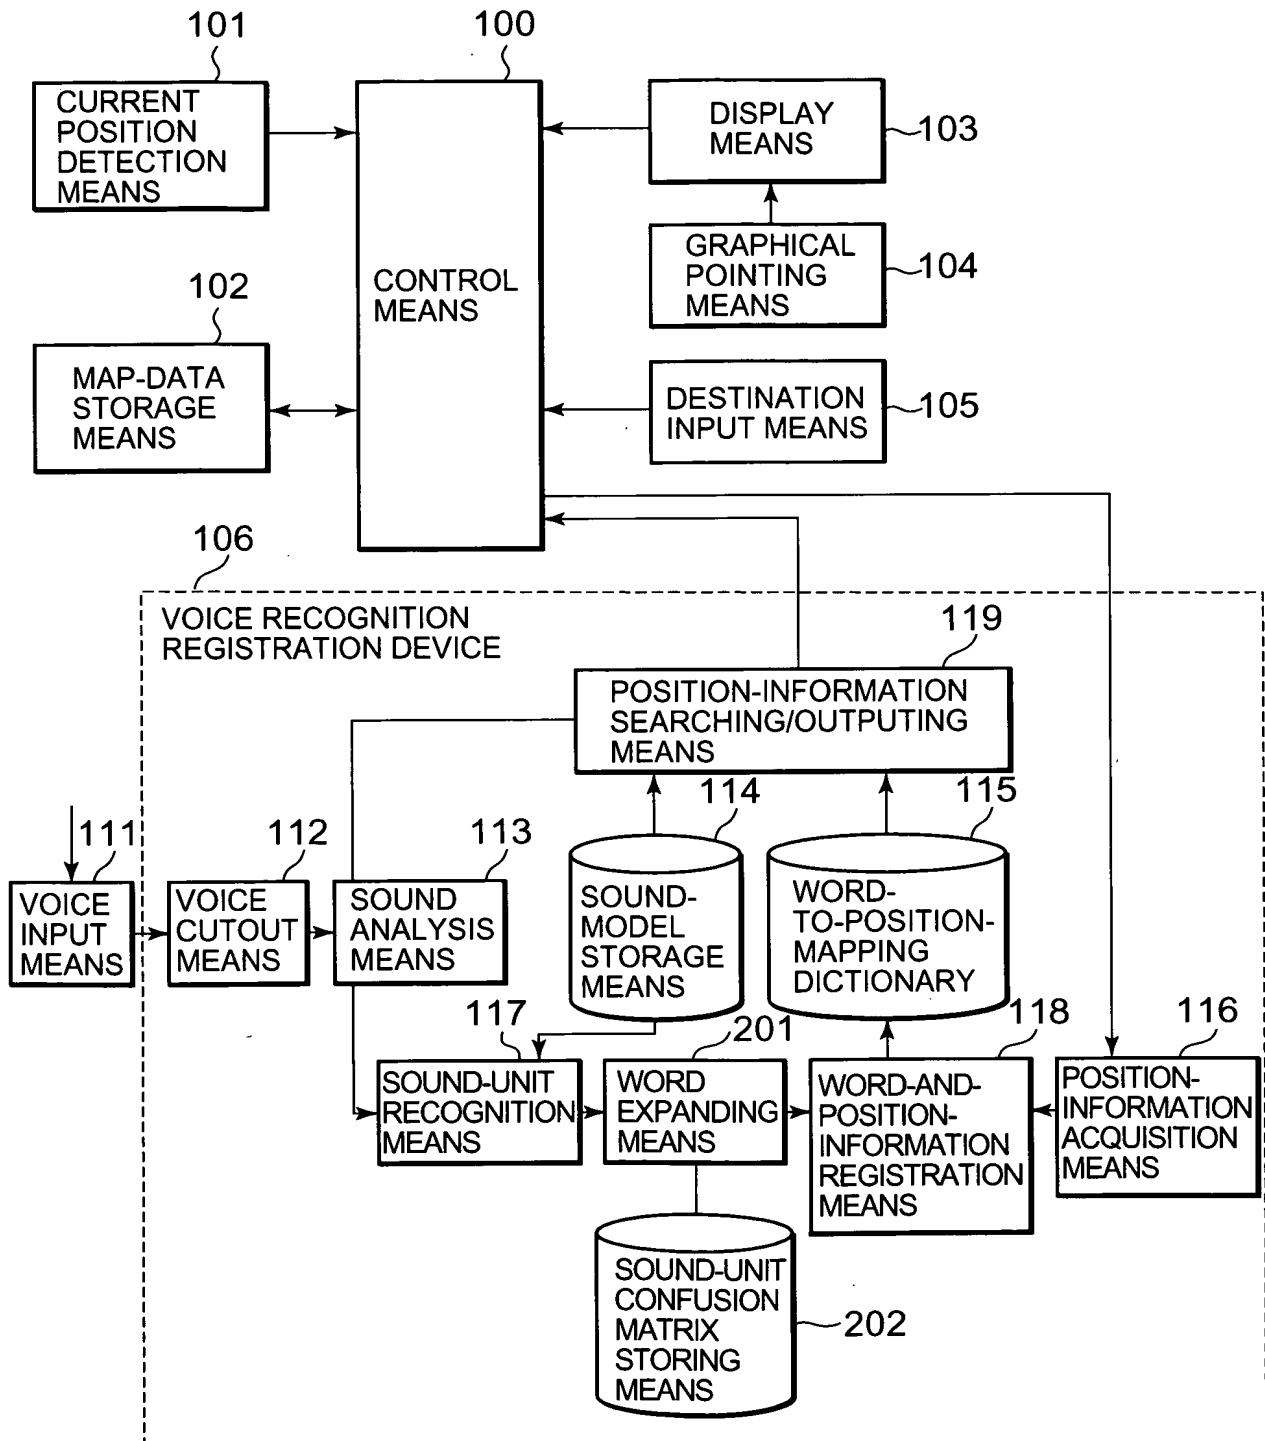 101
100
CURRENT
POSITION
DETECTION
MEANS
DISPLAY
MEANS
103
GRAPHICAL
POINTING
MEANS
104
102
CONTROL
MEANS
MAP-DATA
STORAGE
MEANS
DESTINATION
INPUT MEANS
105
106
VOICE RECOGNITION
REGISTRATION DEVICE
119
POSITION-INFORMATION
SEARCHING/OUTPUTING
MEANS
114
115
111
112
113
VOICE
INPUT
MEANS
VOICE
CUTOUT
MEANS
SOUND
ANALYSIS
MEANS
SOUND-
MODEL
STORAGE
MEANS
WORD-
TO-POSITION-
MAPPING
DICTIONARY
117
201
118
116
SOUND-UNIT
RECOGNITION
MEANS
WORD
EXPANDING
MEANS
WORD-AND-
POSITION-
INFORMATION
REGISTRATION
MEANS
POSITION-
INFORMATION
ACQUISITION
MEANS
SOUND-UNIT
CONFUSION
MATRIX
STORING
MEANS
202